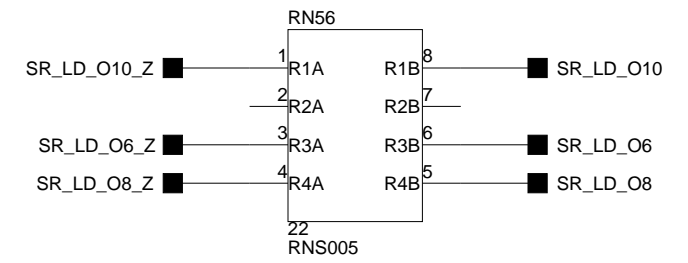 RN56
SR_LD_O10_Z 1 R1A R1B 8 SR_LD_O10
2 R2A R2B 7
SR_LD_O6_Z 3 R3A R3B 6 SR_LD_O6
SR_LD_O8_Z 4 R4A R4B 5 SR_LD_O8
22
RNS005